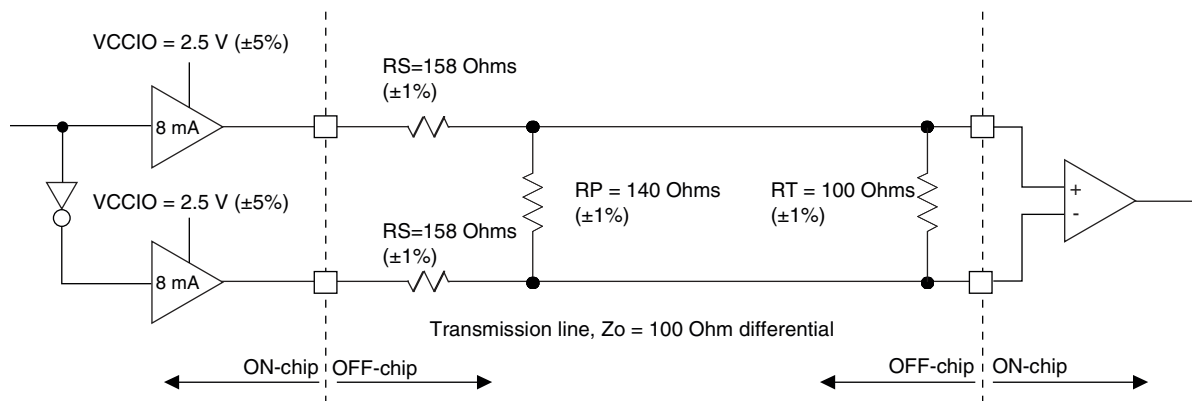 VCCIO = 2.5 V (±5%)
8 mA
RS=158 Ohms
(±1%)
VCCIO = 2.5 V (±5%)
8 mA
RS=158 Ohms
(±1%)
RP = 140 Ohms
(±1%)
RT = 100 Ohms
(±1%)
+
-
Transmission line, Zo = 100 Ohm differential
ON-chip
OFF-chip
OFF-chip
ON-chip